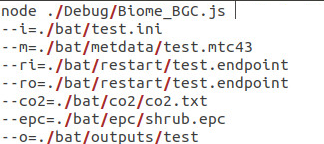 node ./Debug/Biome_BGC.js |
--i=./bat/test.ini
--m=./bat/metdata/test.mtc43
--ri=./bat/restart/test.endpoint
--ro=./bat/restart/test.endpoint
--co2=./bat/co2/co2.txt
--epc=./bat/epc/shrub.epc
--o=./bat/outputs/test